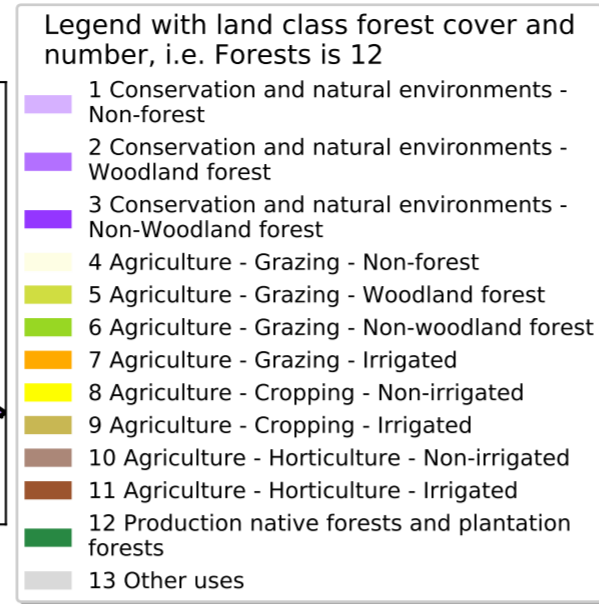 Legend with land class forest cover and
number, i.e. Forests is 12
1 Conservation and natural environments -
Non-forest
2 Conservation and natural environments -
Woodland forest
3 Conservation and natural environments -
Non-Woodland forest
4 Agriculture - Grazing - Non-forest
5 Agriculture - Grazing - Woodland forest
6 Agriculture - Grazing - Non-woodland forest
7 Agriculture - Grazing - Irrigated
8 Agriculture - Cropping - Non-irrigated
9 Agriculture - Cropping - Irrigated
10 Agriculture - Horticulture - Non-irrigated
11 Agriculture - Horticulture - Irrigated
12 Production native forests and plantation
forests
13 Other uses